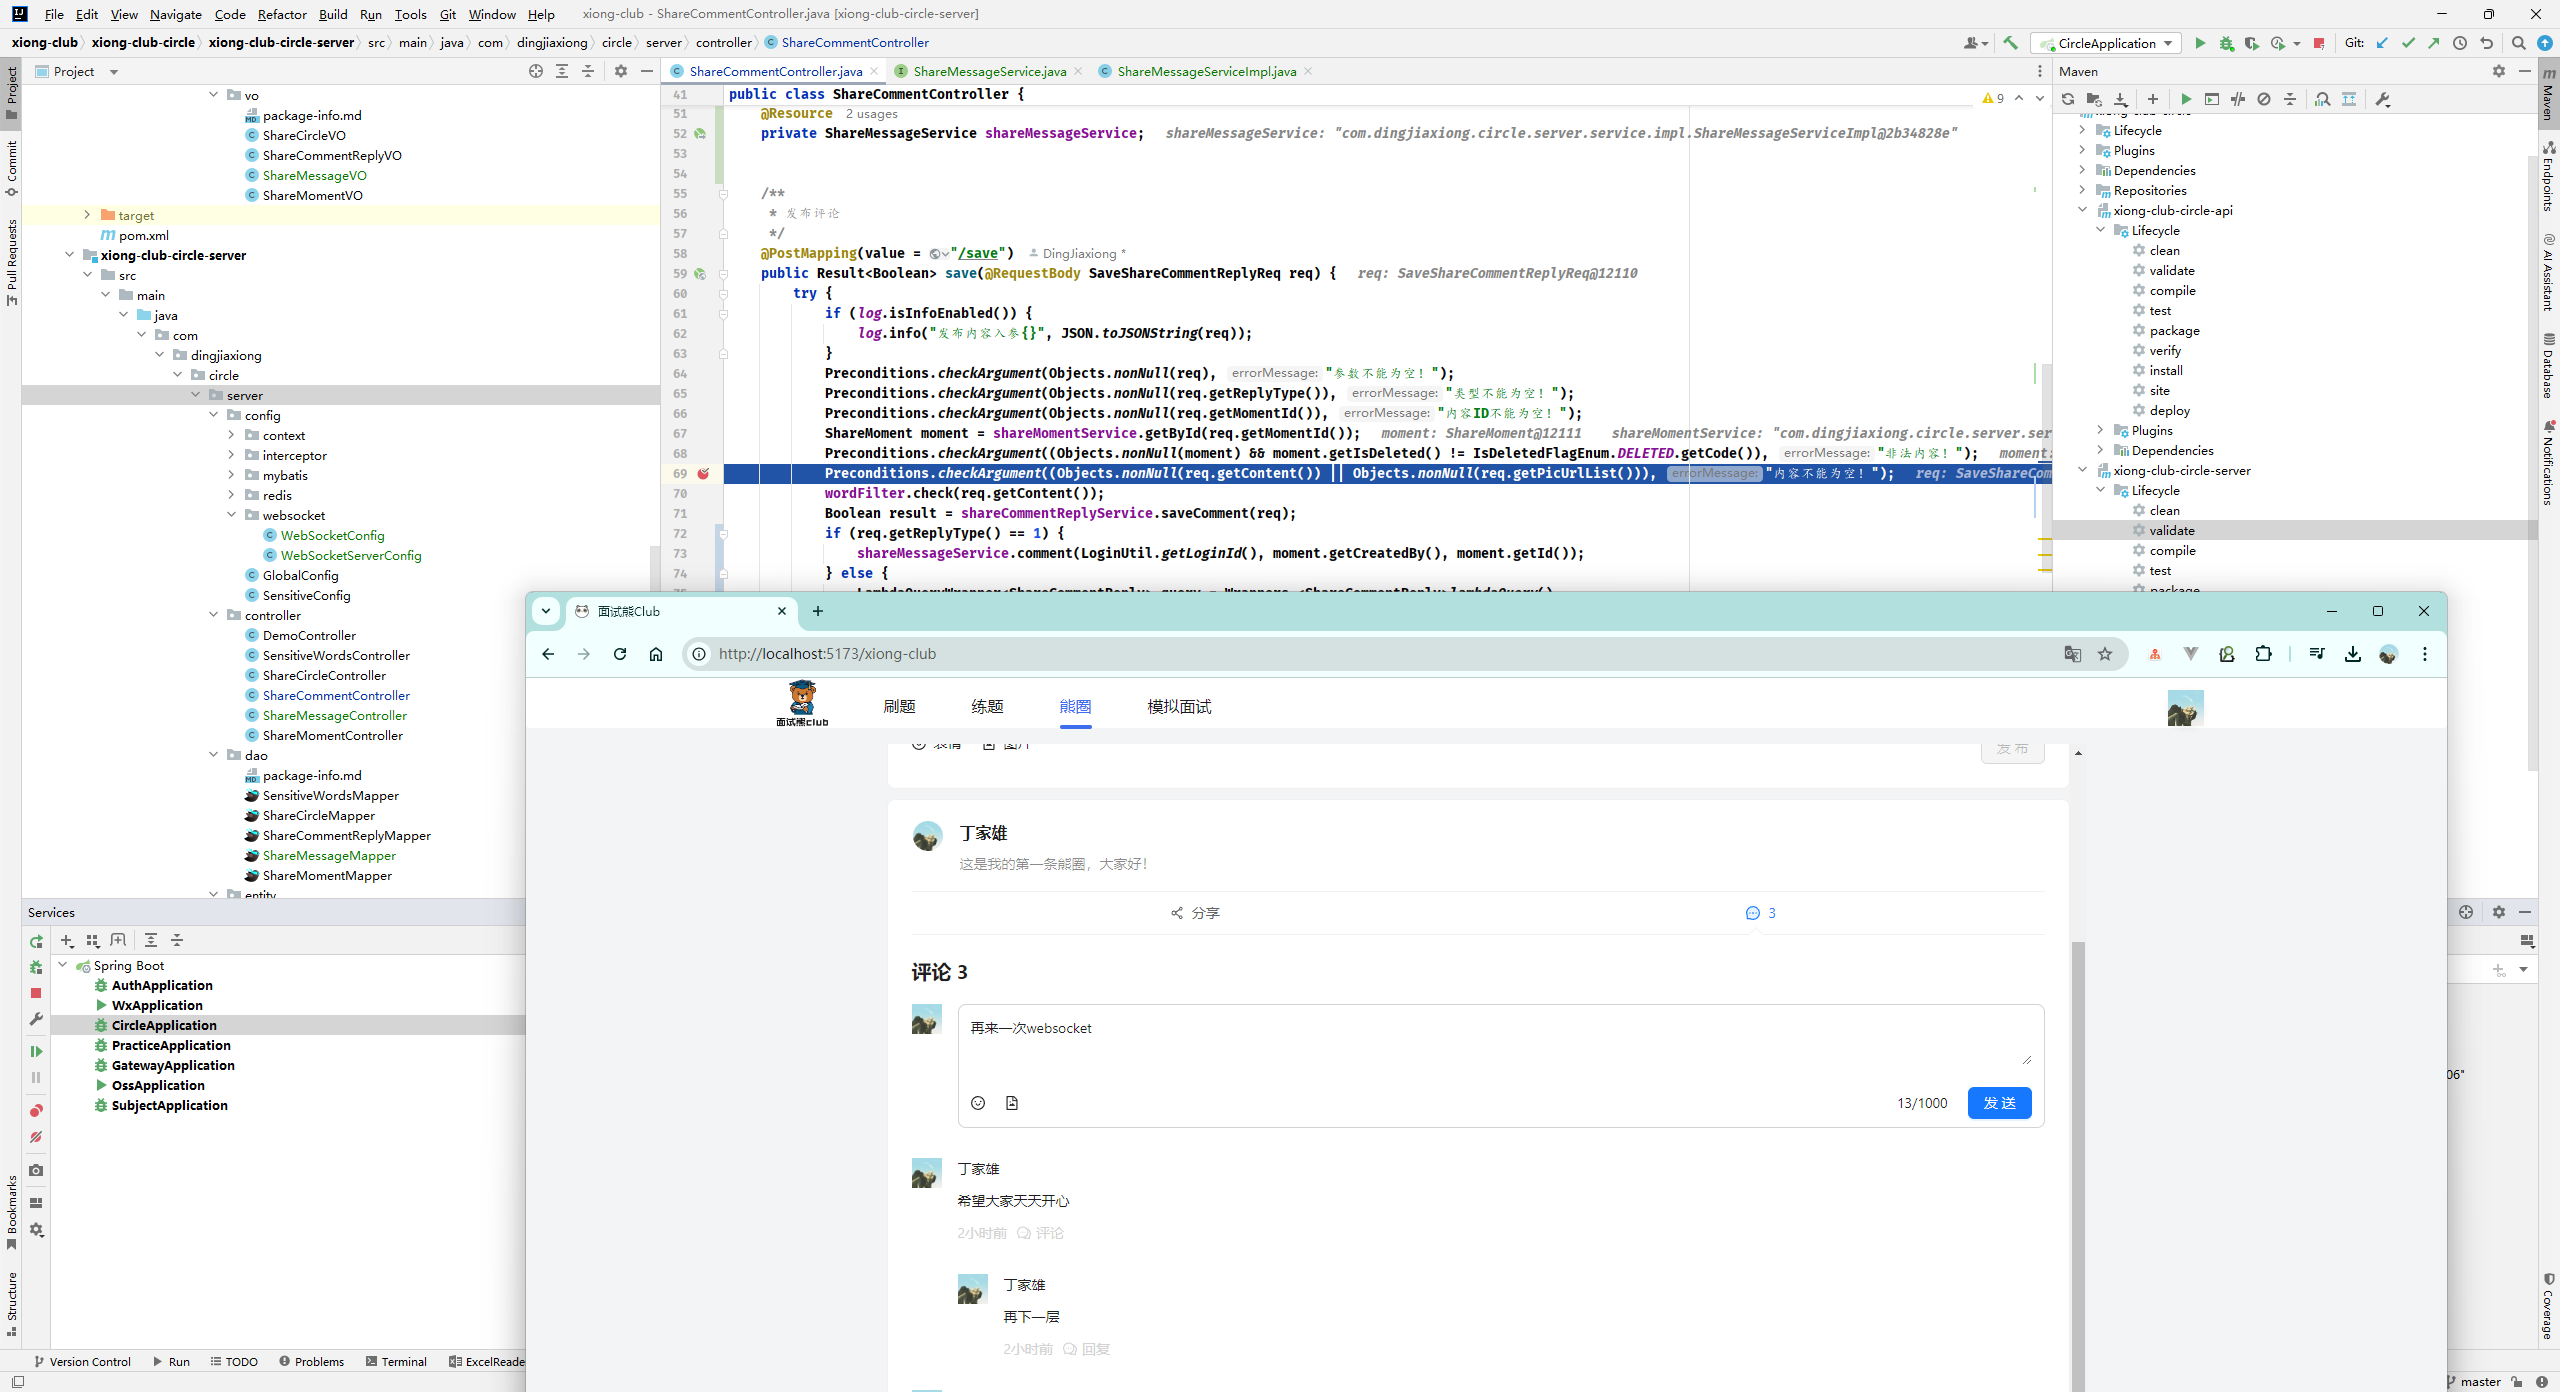 File Edit View Navigate Code Refactor Build Run Tools Git Window Help xiong-club - ShareCommentController.java [xiong-club-circle-server]
xiong-club xiong-club-circle xiong-club-circle-server src main java com dingjiaxiong circle server controller ShareCommentController
CircleApplication
Git:
Project
Project
Commit
Pull Requests
Bookmarks
Structure
vo
package-info.md
ShareCircleVO
ShareCommentReplyVO
ShareMessageVO
ShareMomentVO
target
pom.xml
xiong-club-circle-server
src
main
java
com
dingjiaxiong
circle
server
config
context
interceptor
mybatis
redis
websocket
WebSocketConfig
WebSocketServerConfig
GlobalConfig
SensitiveConfig
controller
DemoController
SensitiveWordsController
ShareCircleController
ShareCommentController
ShareMessageController
ShareMomentController
dao
package-info.md
SensitiveWordsMapper
ShareCircleMapper
ShareCommentReplyMapper
ShareMessageMapper
ShareMomentMapper
entity
ShareCommentController.java ShareMessageService.java ShareMessageServiceImpl.java
9
41 public class ShareCommentController {
51 @Resource 2 usages
52 private ShareMessageService shareMessageService; shareMessageService: "com.dingjiaxiong.circle.server.service.impl.ShareMessageServiceImpl@2b34828e"
53
54
55 /**
56 * 发布评论
57 */
58 @PostMapping(value = "/save") DingJiaxiong *
59 public Result<Boolean> save(@RequestBody SaveShareCommentReplyReq req) { req: SaveShareCommentReplyReq@12110
60 try {
61 if (log.isInfoEnabled()) {
62 log.info("发布内容入参{}", JSON.toJSONString(req));
63 }
64 Preconditions.checkArgument(Objects.nonNull(req), errorMessage: "参数不能为空！");
65 Preconditions.checkArgument(Objects.nonNull(req.getReplyType()), errorMessage: "类型不能为空！");
66 Preconditions.checkArgument(Objects.nonNull(req.getMomentId()), errorMessage: "内容ID不能为空！");
67 ShareMoment moment = shareMomentService.getById(req.getMomentId()); moment: ShareMoment@12111 shareMomentService: "com.dingjiaxiong.circle.server.ser
68 Preconditions.checkArgument((Objects.nonNull(moment) && moment.getIsDeleted() != IsDeletedFlagEnum.DELETED.getCode()), errorMessage: "非法内容！"); moment:
69 Preconditions.checkArgument((Objects.nonNull(req.getContent()) || Objects.nonNull(req.getPicUrlList())), errorMessage: "内容不能为空！"); req: SaveShareCom
70 wordFilter.check(req.getContent());
71 Boolean result = shareCommentReplyService.saveComment(req);
72 if (req.getReplyType() == 1) {
73 shareMessageService.comment(LoginUtil.getLoginId(), moment.getCreatedBy(), moment.getId());
74 } else {
Maven
Lifecycle
Plugins
Dependencies
Repositories
xiong-club-circle-api
Lifecycle
clean
validate
compile
test
package
verify
install
site
deploy
Plugins
Dependencies
xiong-club-circle-server
Lifecycle
clean
validate
compile
test
package
Maven
Endpoints
AI Assistant
Database
Notifications
Coverage
Services
Spring Boot
AuthApplication
WxApplication
CircleApplication
PracticeApplication
GatewayApplication
OssApplication
SubjectApplication
06"
面试熊Club
http://localhost:5173/xiong-club
面试熊club
刷题 练题 熊圈 模拟面试
表情 图片
发 布
丁家雄
这是我的第一条熊圈，大家好！
分享 3
评论 3
再来一次websocket
13/1000 发 送
丁家雄
希望大家天天开心
2小时前 评论
丁家雄
再下一层
2小时前 回复
Version Control Run TODO Problems Terminal ExcelReade
master